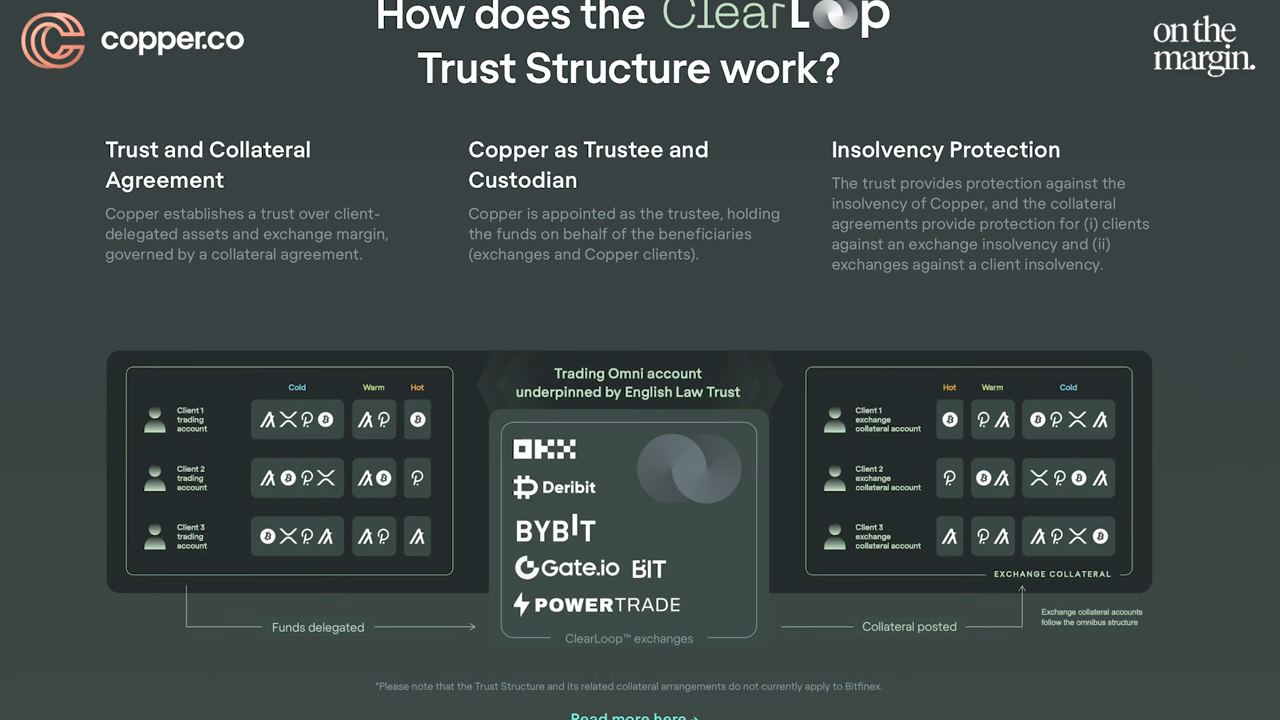 copper.co
How does the ClearLoop
Trust Structure work?
on the
margin.
Trust and Collateral
Agreement
Copper establishes a trust over client-
delegated assets and exchange margin,
governed by a collateral agreement.
Copper as Trustee and
Custodian
Copper is appointed as the trustee, holding
the funds on behalf of the beneficiaries
(exchanges and Copper clients).
Insolvency Protection
The trust provides protection against the
insolvency of Copper, and the collateral
agreements provide protection for (i) clients
against an exchange insolvency and (ii)
exchanges against a client insolvency.
Cold Warm Hot
Client 1
trading
account
Client 2
trading
account
Client 3
trading
account
Trading Omni account
underpinned by English Law Trust
OKX
Deribit
BYBIT
Gate.io BIT
POWERTRADE
ClearLoop™ exchanges
Hot Warm Cold
Client 1
exchange
collateral account
Client 2
exchange
collateral account
Client 3
exchange
collateral account
EXCHANGE COLLATERAL
Funds delegated
Collateral posted
Exchange collateral accounts
follow the omnibus structure
*Please note that the Trust Structure and its related collateral arrangements do not currently apply to Bitfinex.
Read more here